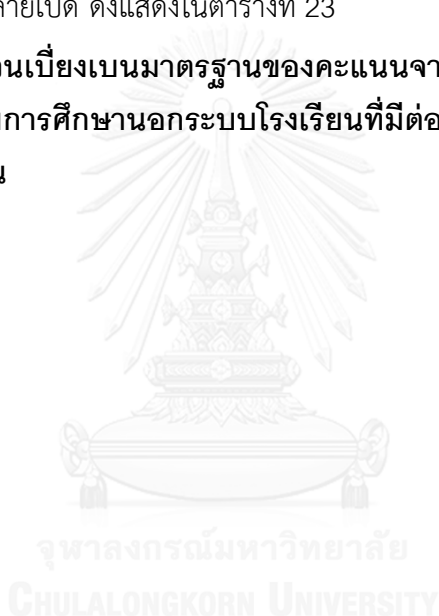 ลายเปิด ดังแสดงในตารางที่ 23
วนเบี่ยงเบนมาตรฐานของคะแนนจา
มการศึกษานอกระบบโรงเรียนที่มีต่อ
น
จุฬาลงกรณ์มหาวิทยาลัย
CHULALONGKORN UNIVERSITY